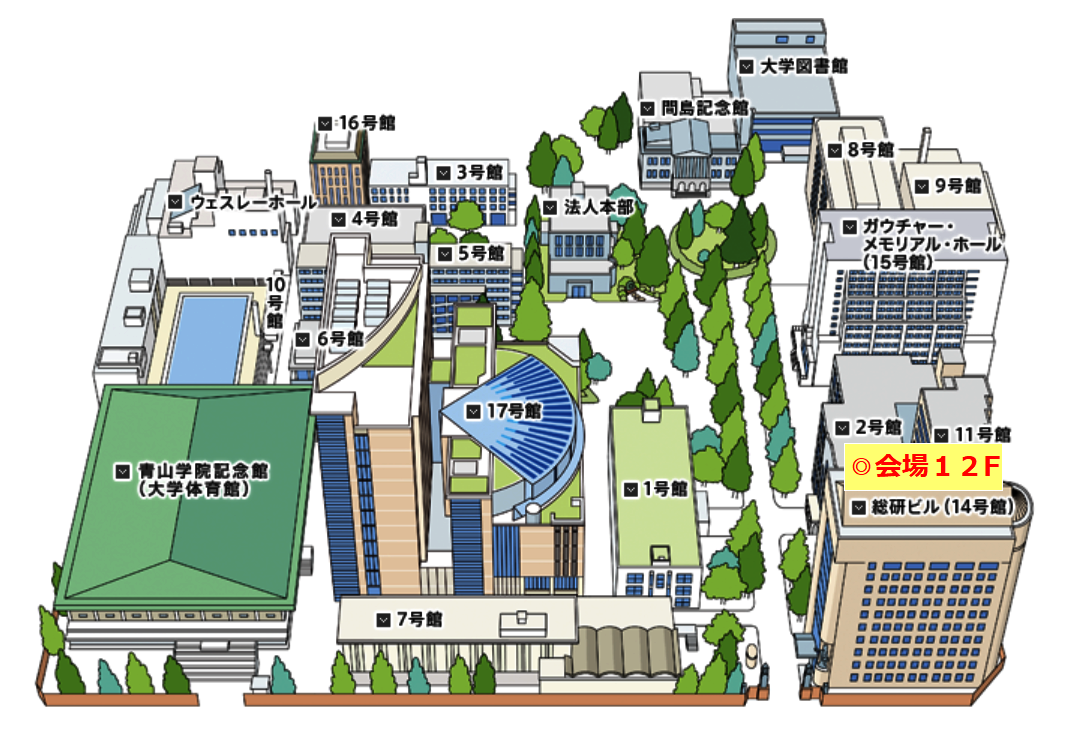 大学図書館
間島記念館
16号館
8号館
3号館
9号館
ウェスレーホール
法人本部
4号館
ガウチャー・
メモリアル・ホール
(15号館)
5号館
10号館
6号館
17号館
2号館
11号館
◎会場12F
青山学院記念館
(大学体育館)
1号館
総研ビル(14号館)
7号館